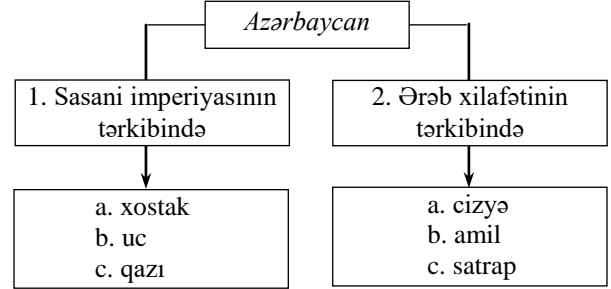 Azərbaycan
1. Sasani imperiyasının
tərkibində
a. xostak
b. uc
c. qazı
2. Ərəb xilafətinin
tərkibində
a. cizyə
b. amil
c. satrap